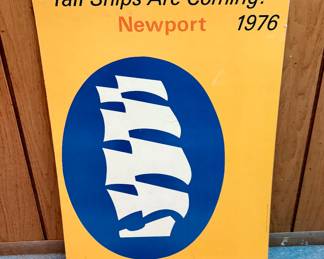 Tall Ships Are Coming!
Newport 1976